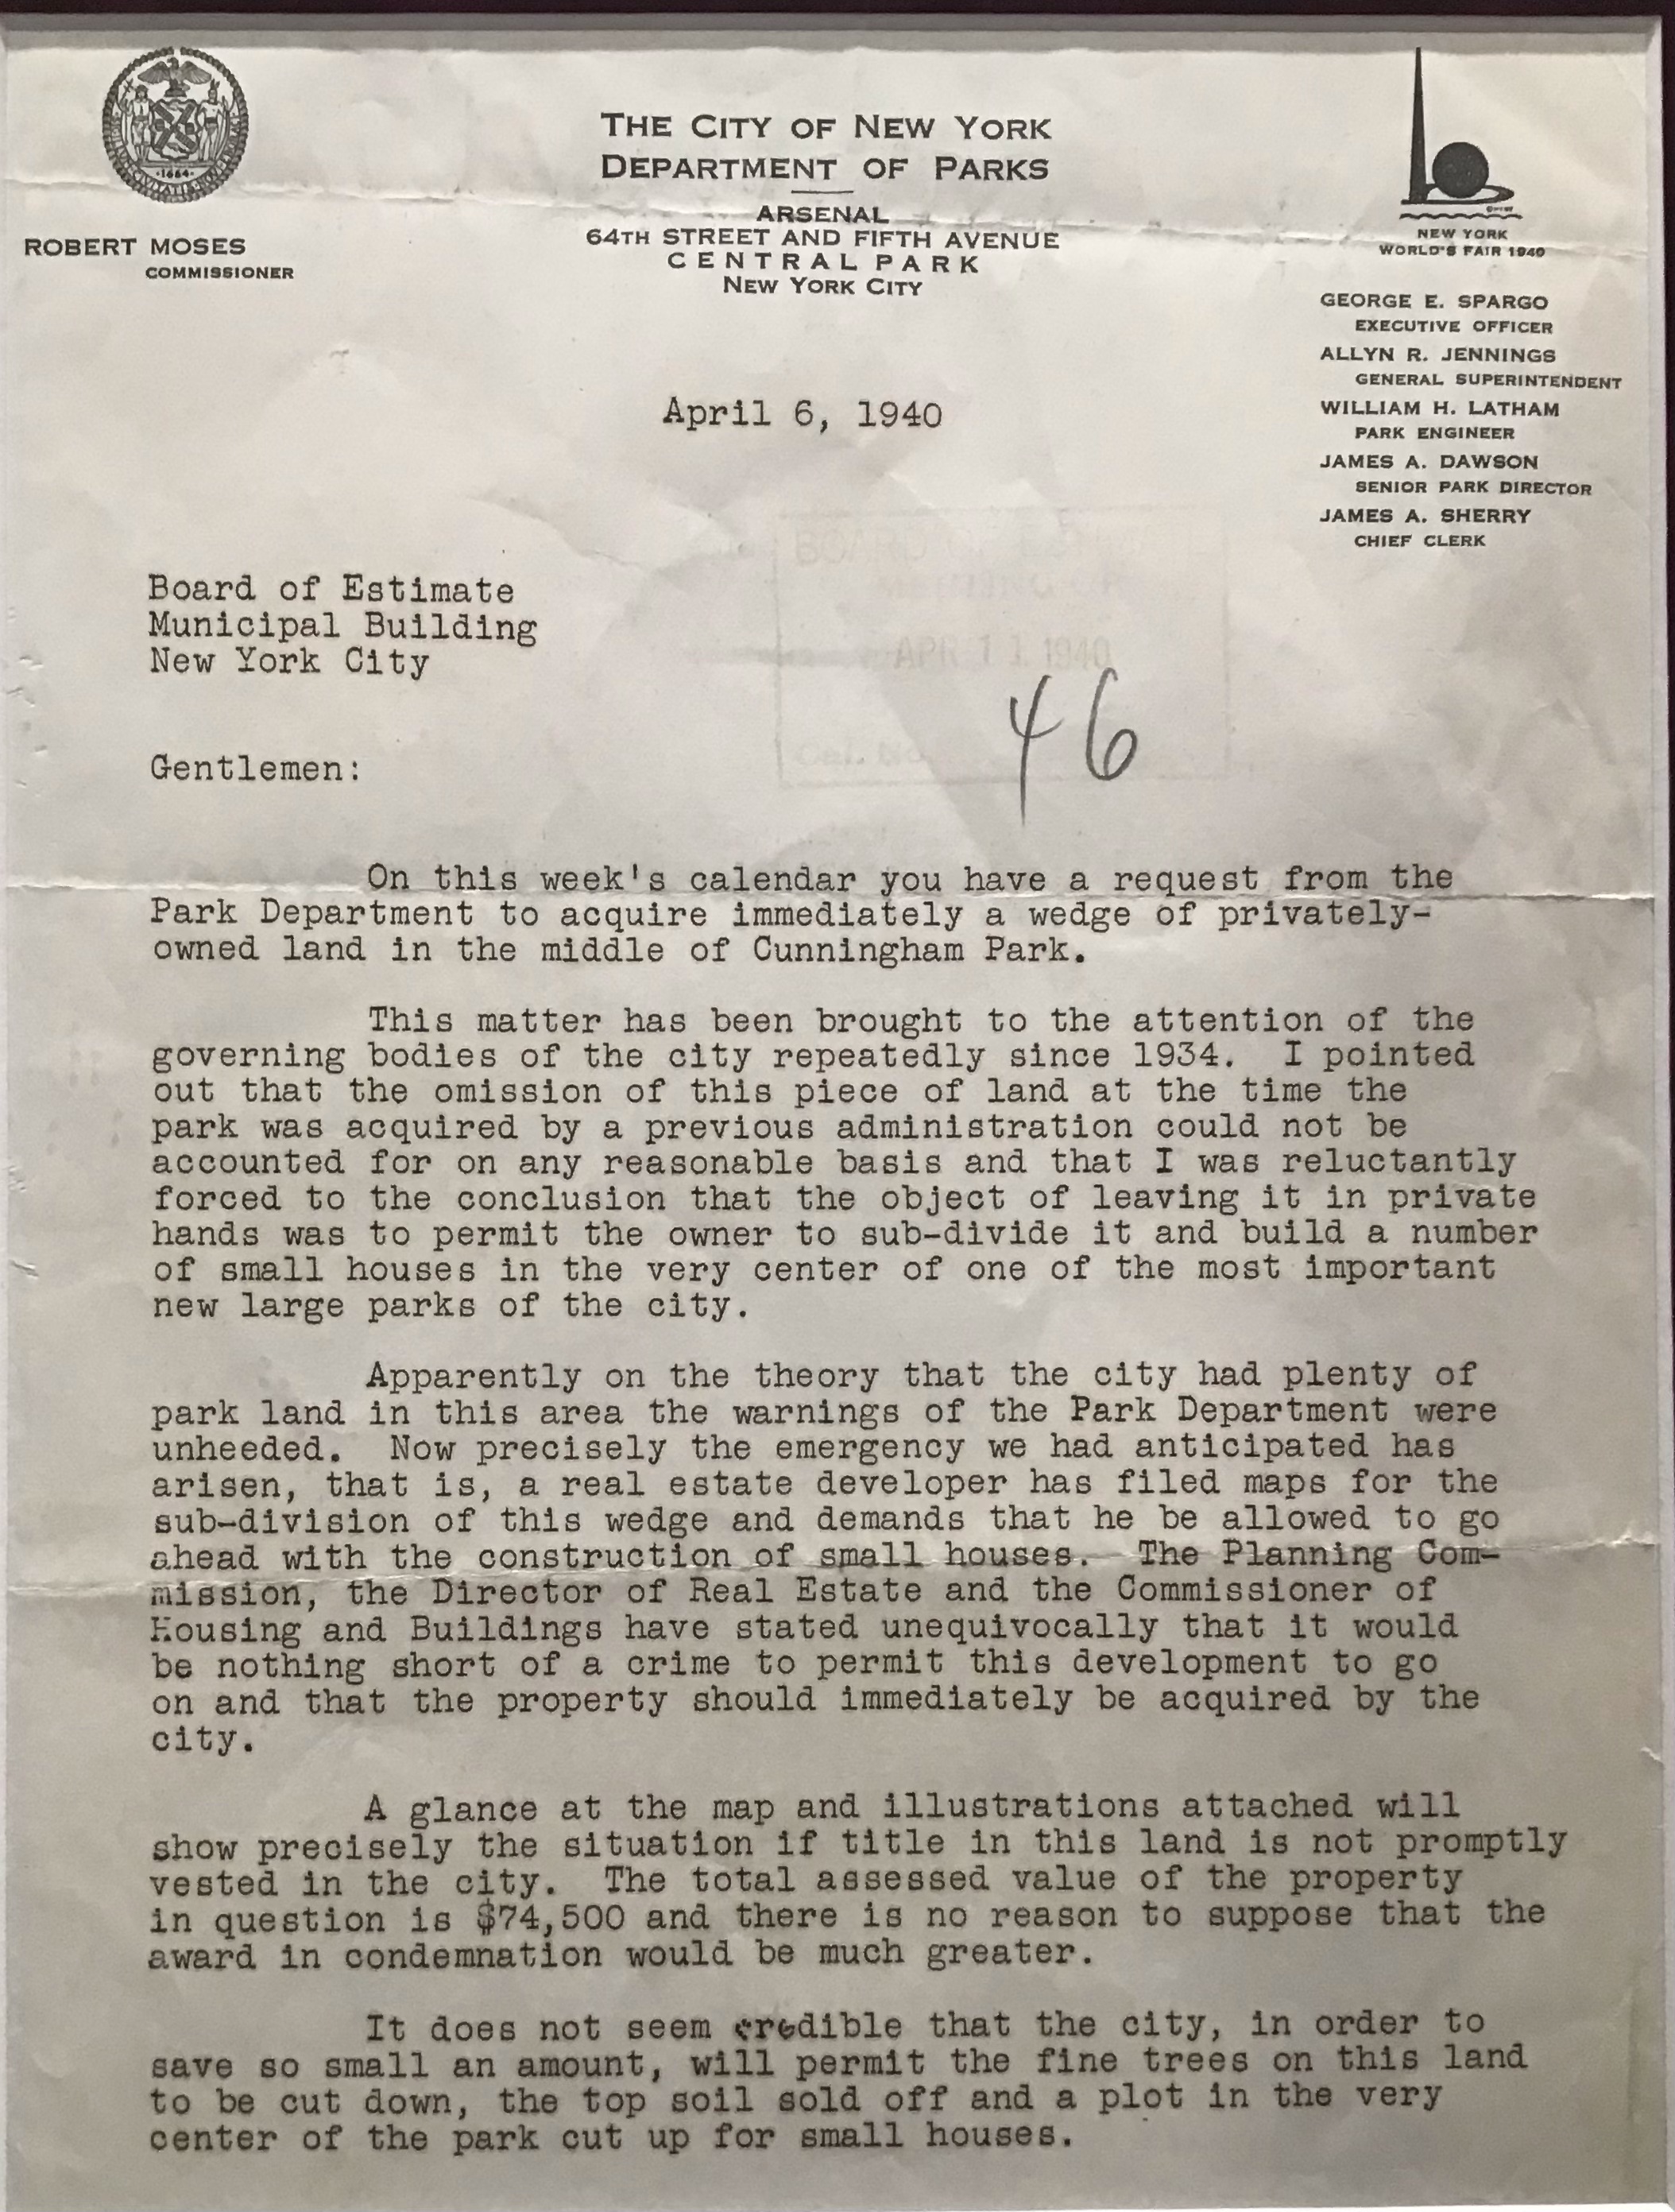 ·1664·
THE CITY OF NEW YORK
DEPARTMENT OF PARKS
ARSENAL
64TH STREET AND FIFTH AVENUE
CENTRAL PARK
NEW YORK CITY
ROBERT MOSES
COMMISSIONER
NEW YORK
WORLD'S FAIR 1940
GEORGE E. SPARGO
EXECUTIVE OFFICER
ALLYN R. JENNINGS
GENERAL SUPERINTENDENT
WILLIAM H. LATHAM
PARK ENGINEER
JAMES A. DAWSON
SENIOR PARK DIRECTOR
JAMES A. SHERRY
CHIEF CLERK
April 6, 1940
BOARD
APR 11 1940
Cal. No.
46
Board of Estimate
Municipal Building
New York City
Gentlemen:
On this week's calendar you have a request from the
Park Department to acquire immediately a wedge of privately-
owned land in the middle of Cunningham Park.
This matter has been brought to the attention of the
governing bodies of the city repeatedly since 1934. I pointed
out that the omission of this piece of land at the time the
park was acquired by a previous administration could not be
accounted for on any reasonable basis and that I was reluctantly
forced to the conclusion that the object of leaving it in private
hands was to permit the owner to sub-divide it and build a number
of small houses in the very center of one of the most important
new large parks of the city.
Apparently on the theory that the city had plenty of
park land in this area the warnings of the Park Department were
unheeded. Now precisely the emergency we had anticipated has
arisen, that is, a real estate developer has filed maps for the
sub-division of this wedge and demands that he be allowed to go
ahead with the construction of small houses. The Planning Com-
mission, the Director of Real Estate and the Commissioner of
Housing and Buildings have stated unequivocally that it would
be nothing short of a crime to permit this development to go
on and that the property should immediately be acquired by the
city.
A glance at the map and illustrations attached will
show precisely the situation if title in this land is not promptly
vested in the city. The total assessed value of the property
in question is $74,500 and there is no reason to suppose that the
award in condemnation would be much greater.
It does not seem credible that the city, in order to
save so small an amount, will permit the fine trees on this land
to be cut down, the top soil sold off and a plot in the very
center of the park cut up for small houses.